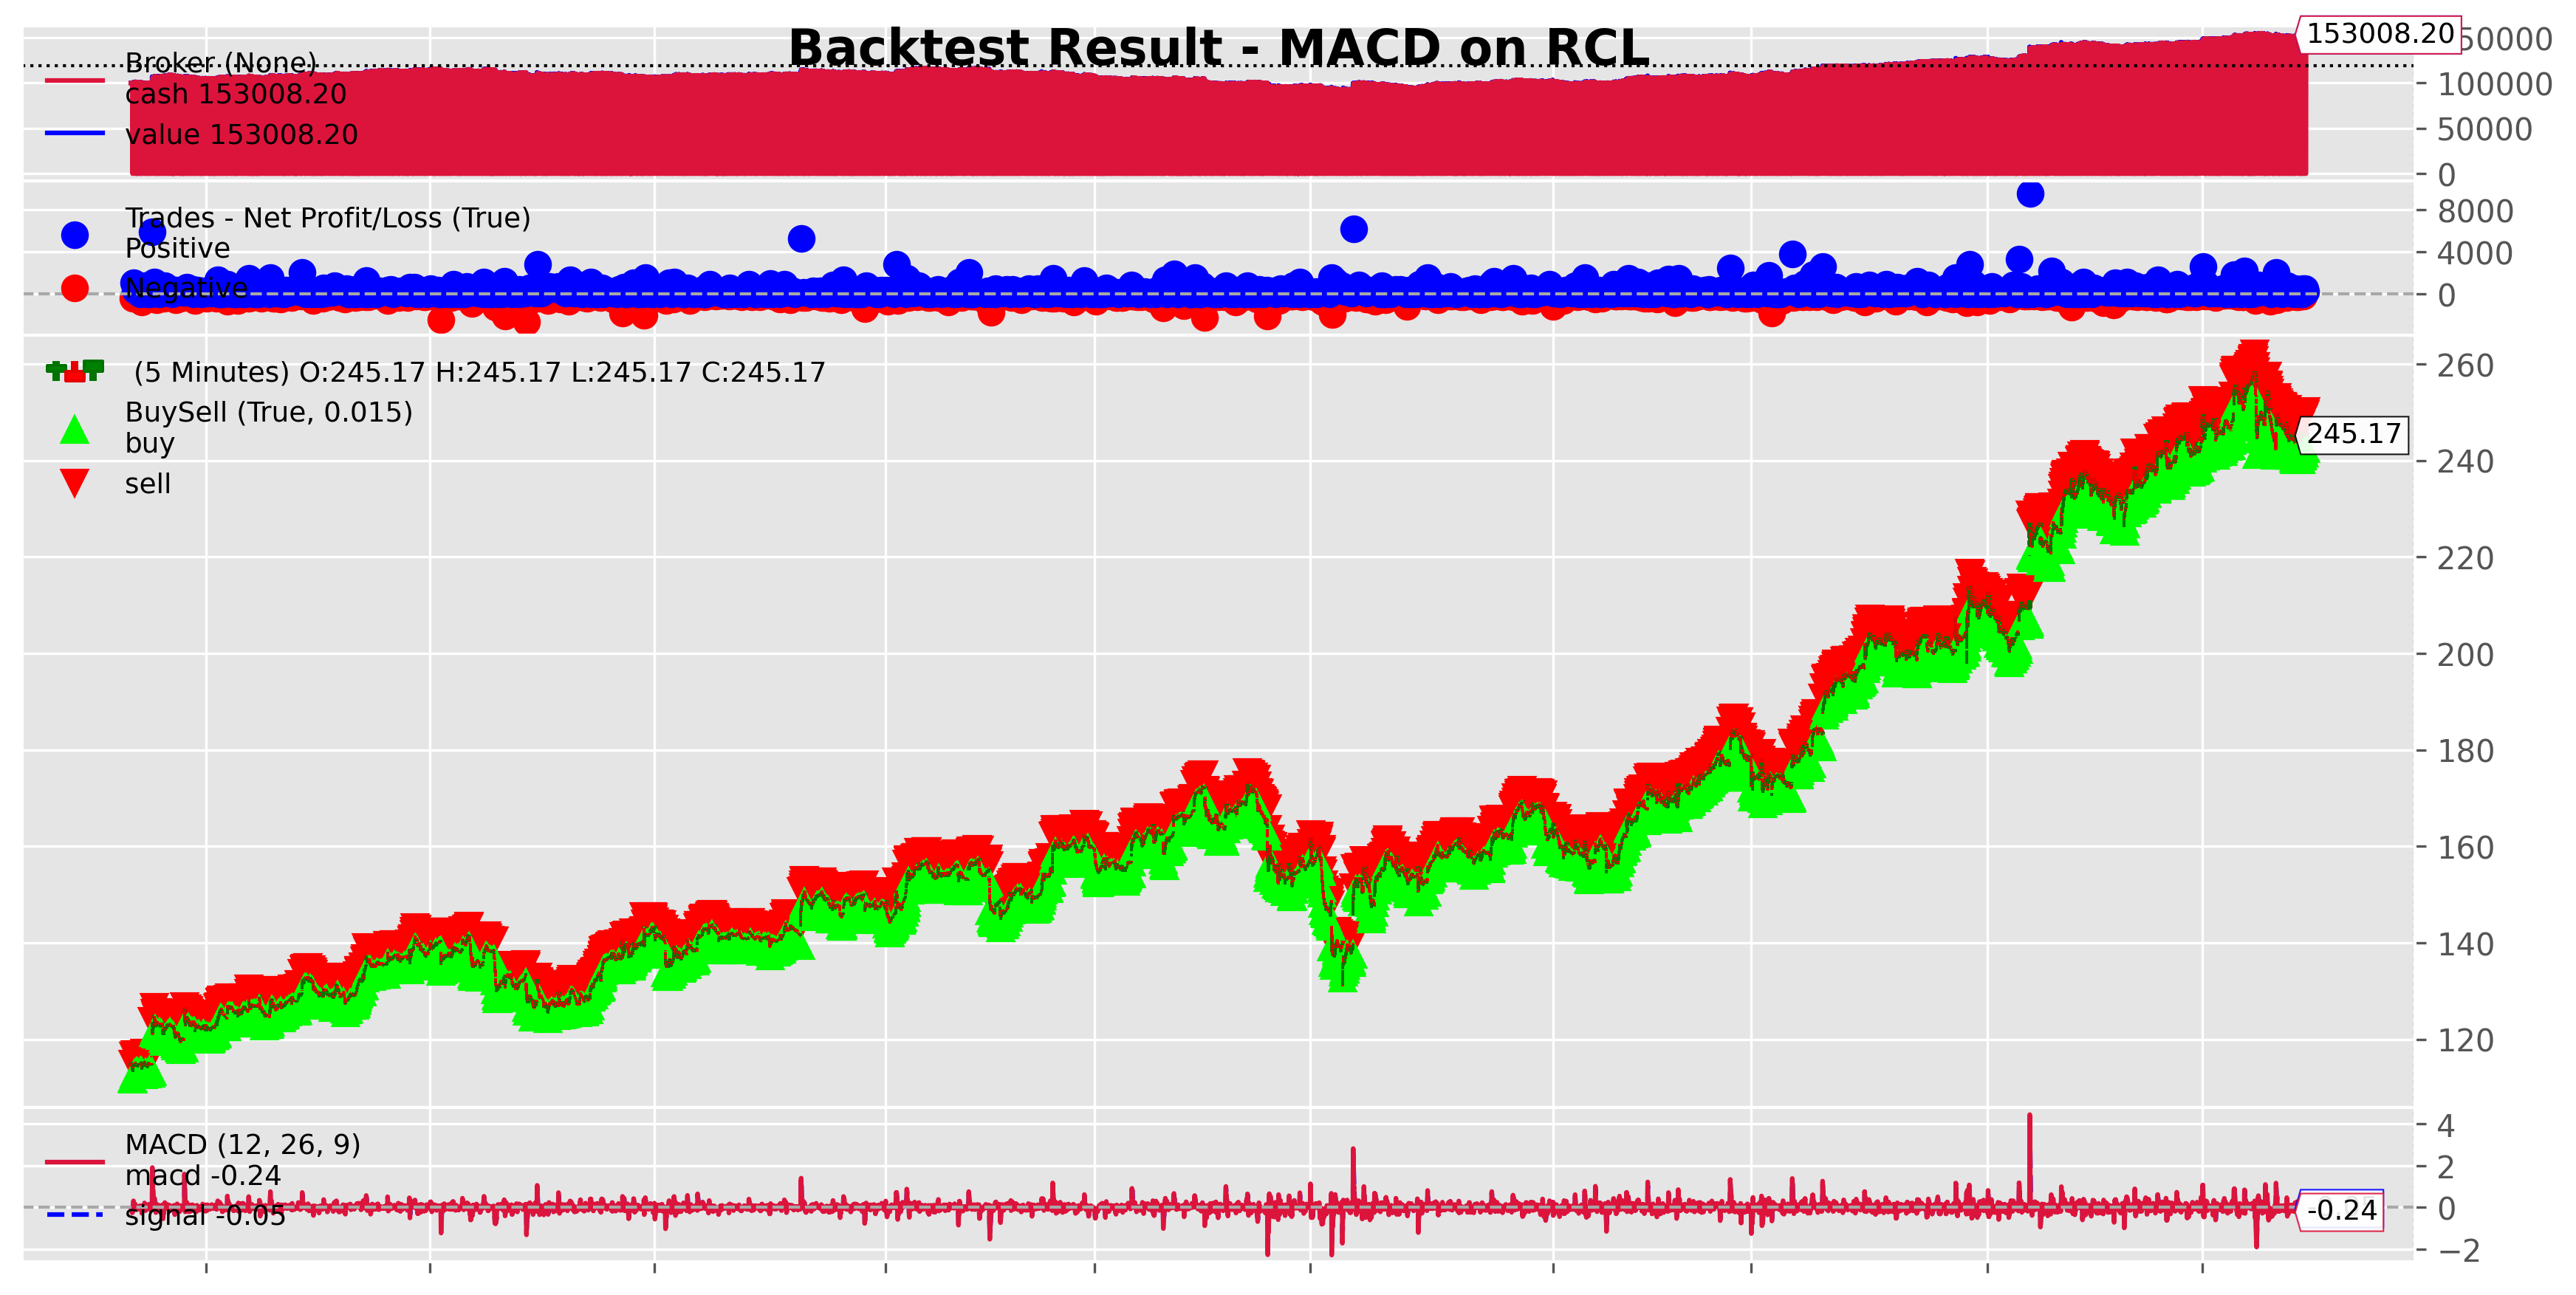 Backtest Result - MACD on RCL
153008.20
50000
Broker (None)
cash 153008.20
value 153008.20
100000
50000
0
Trades - Net Profit/Loss (True)
Positive
Negative
8000
4000
0
(5 Minutes) O:245.17 H:245.17 L:245.17 C:245.17
BuySell (True, 0.015)
buy
sell
260
245.17
240
220
200
180
160
140
120
MACD (12, 26, 9)
macd -0.24
signal -0.05
4
2
0
-0.24
−2